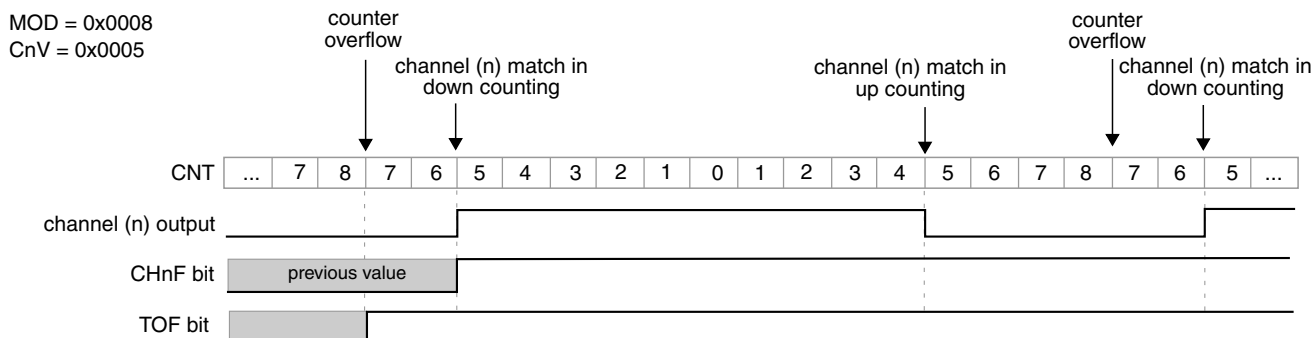 MOD = 0x0008
CnV = 0x0005
counter
overflow
channel (n) match in
down counting
channel (n) match in
up counting
counter
overflow
channel (n) match in
down counting
CNT ... 7 8 7 6 5 4 3 2 1 0 1 2 3 4 5 6 7 8 7 6 5 ...
channel (n) output
CHnF bit previous value
TOF bit